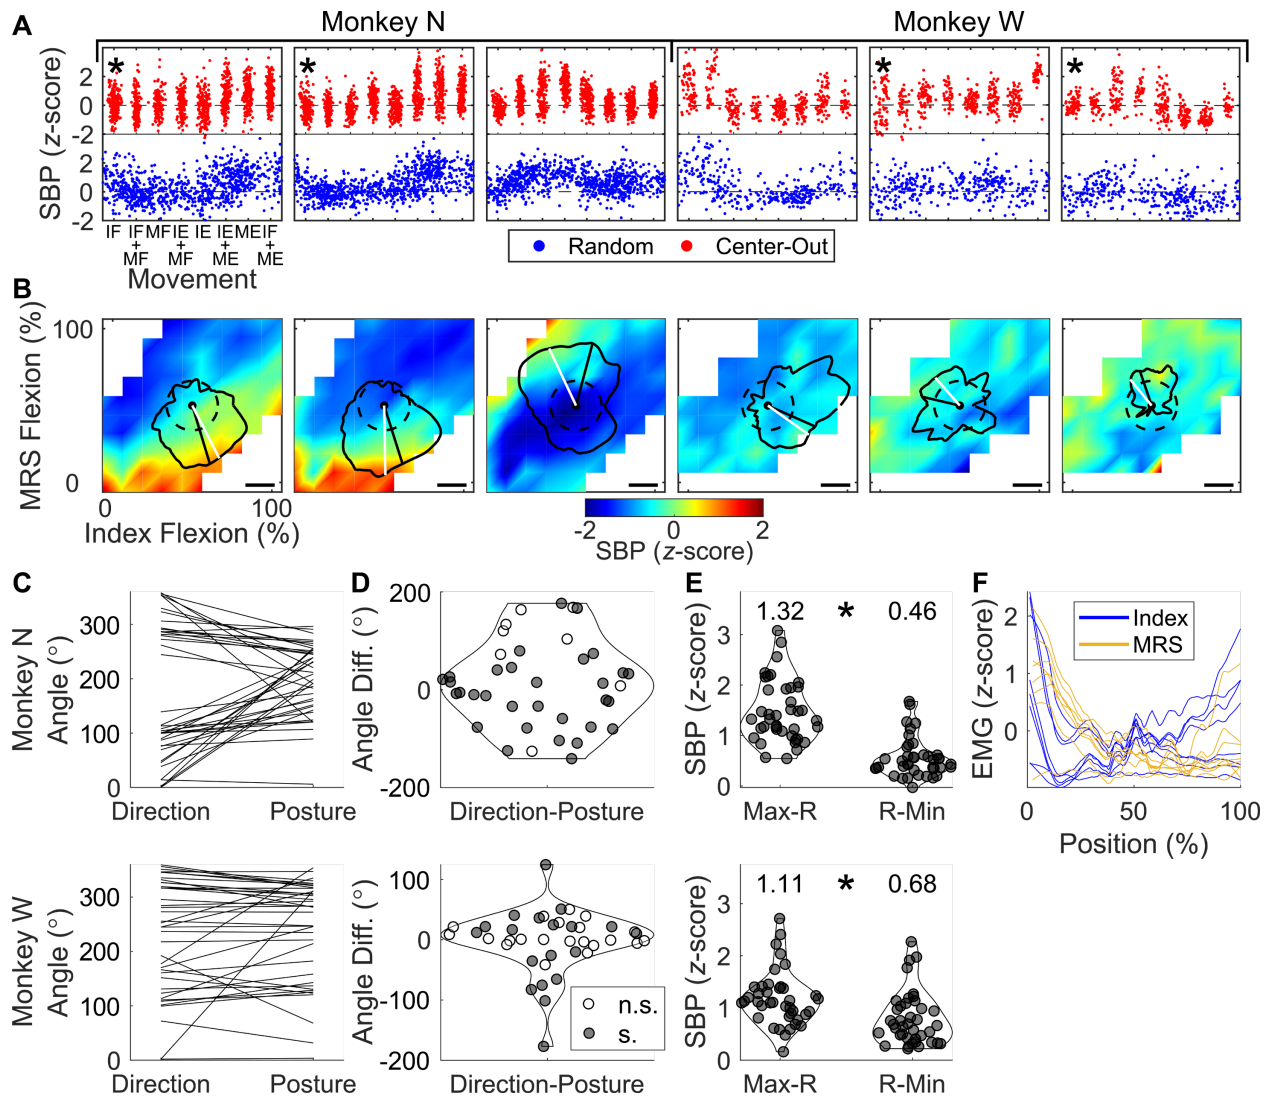 A
Monkey N
Monkey W
SBP (z-score)
2
0
-2
2
0
-2
* * * *
IF IF + MF MF IE + MF IE IE + ME ME IF + ME
Movement
Random
Center-Out
B
MRS Flexion (%)
100
0
0
100
Index Flexion (%)
-2
0
2
SBP (z-score)
C
Monkey N
Angle (°)
300
200
100
0
Direction
Posture
D
Angle Diff. (°)
200
0
-200
Direction-Posture
E
SBP (z-score)
1.32 * 0.46
3
2
1
0
Max-R
R-Min
F
EMG (z-score)
2
1
0
Index
MRS
0
50
100
Position (%)
Monkey W
Angle (°)
300
200
100
0
Direction
Posture
Angle Diff. (°)
100
0
-100
-200
n.s.
s.
Direction-Posture
SBP (z-score)
1.11 * 0.68
3
2
1
0
Max-R
R-Min